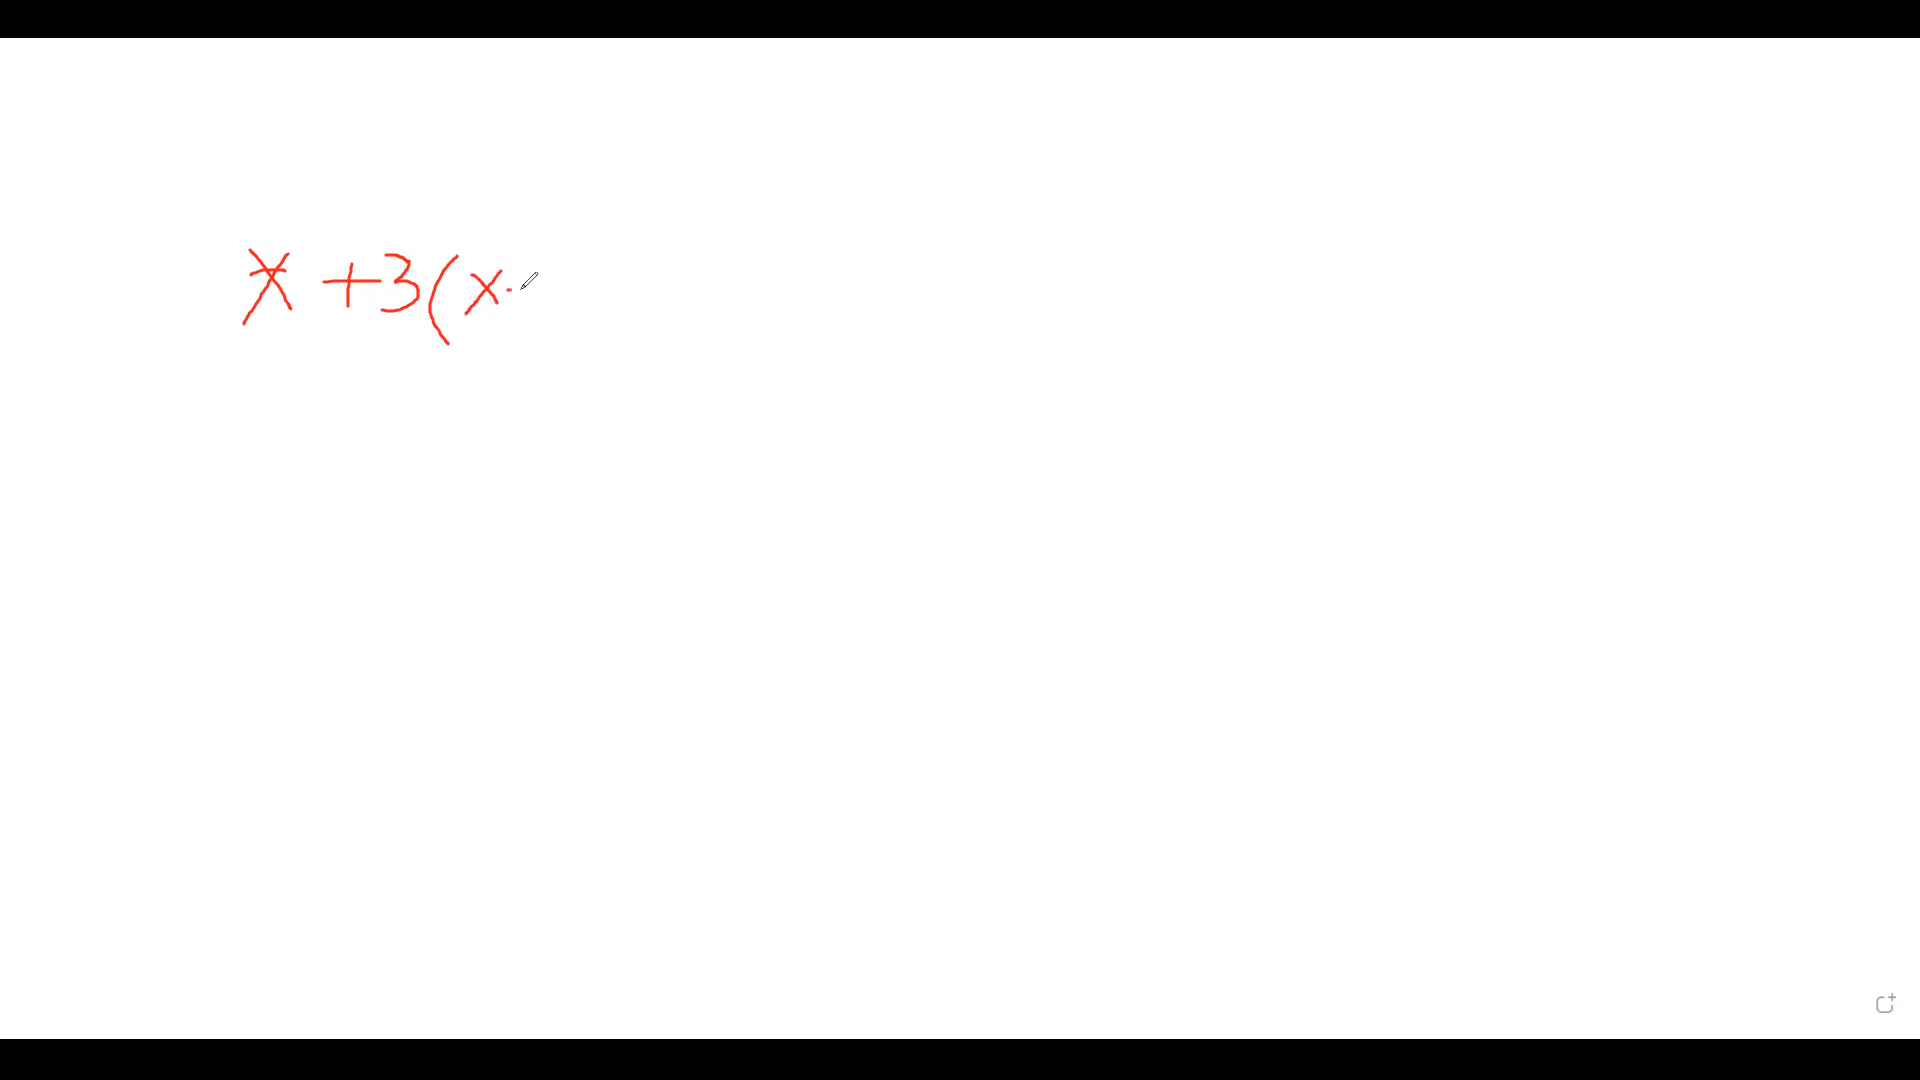 x + 3 ( x -